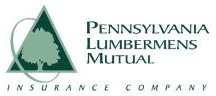 PENNSYLVANIA
LUMBERMENS
MUTUAL
INSURANCE COMPANY